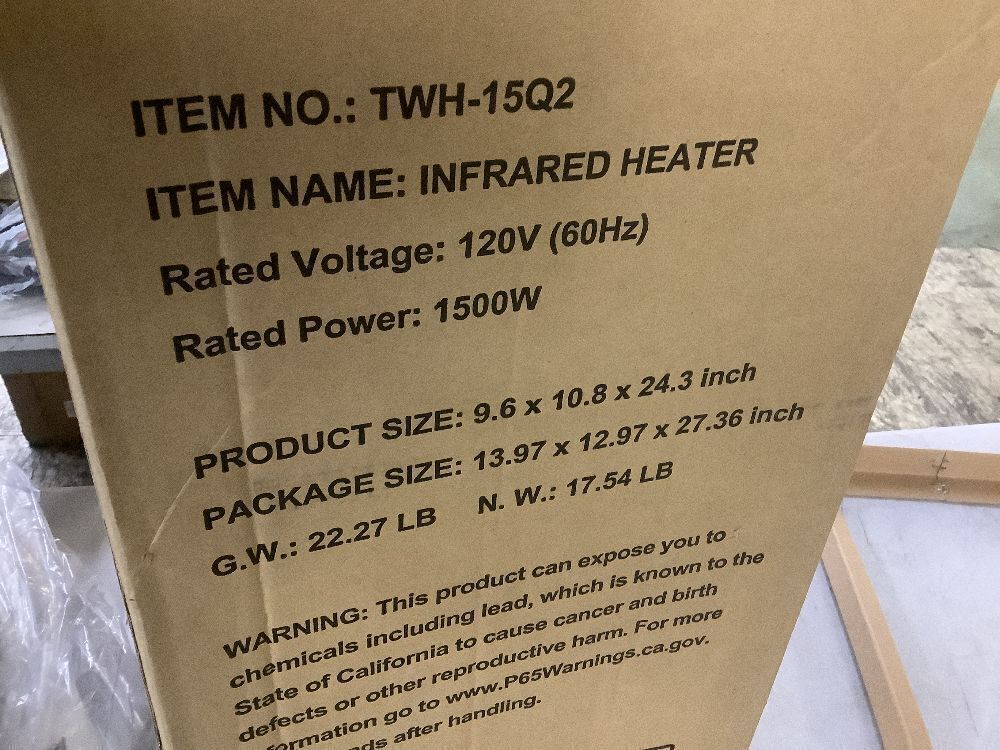 ITEM NO.: TWH-15Q2
ITEM NAME: INFRARED HEATER
Rated Voltage: 120V (60Hz)
Rated Power: 1500W
PRODUCT SIZE: 9.6 x 10.8 x 24.3 inch
PACKAGE SIZE: 13.97 x 12.97 x 27.36 inch
G.W.: 22.27 LB N. W.: 17.54 LB
WARNING: This product can expose you to
chemicals including lead, which is known to the
State of California to cause cancer and birth
defects or other reproductive harm. For more
formation go to www.P65Warnings.ca.gov.
ds after handling.